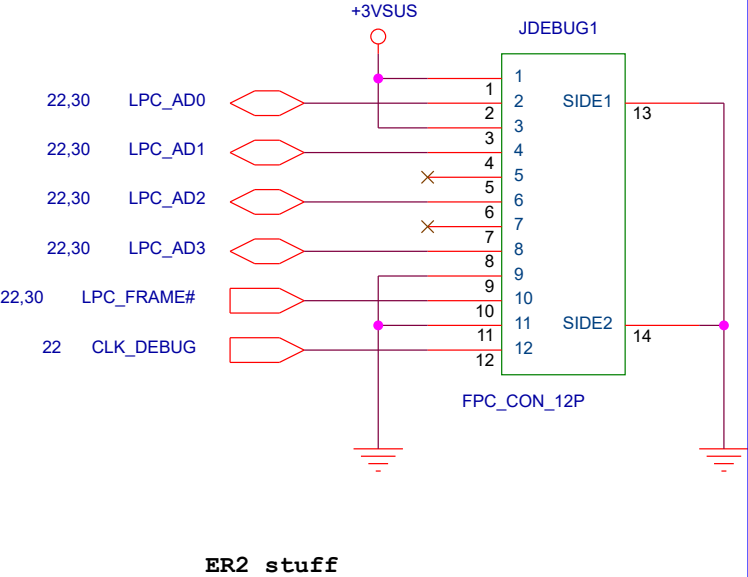 +3VSUS
JDEBUG1
1
1
22,30 LPC_AD0 2 SIDE1 13
2
3
3
22,30 LPC_AD1 4
4
5
5
22,30 LPC_AD2 6
6
7
7
22,30 LPC_AD3 8
8
9
9
22,30 LPC_FRAME# 10
10
11 SIDE2 14
11
22 CLK_DEBUG 12
12
FPC_CON_12P
ER2 stuff